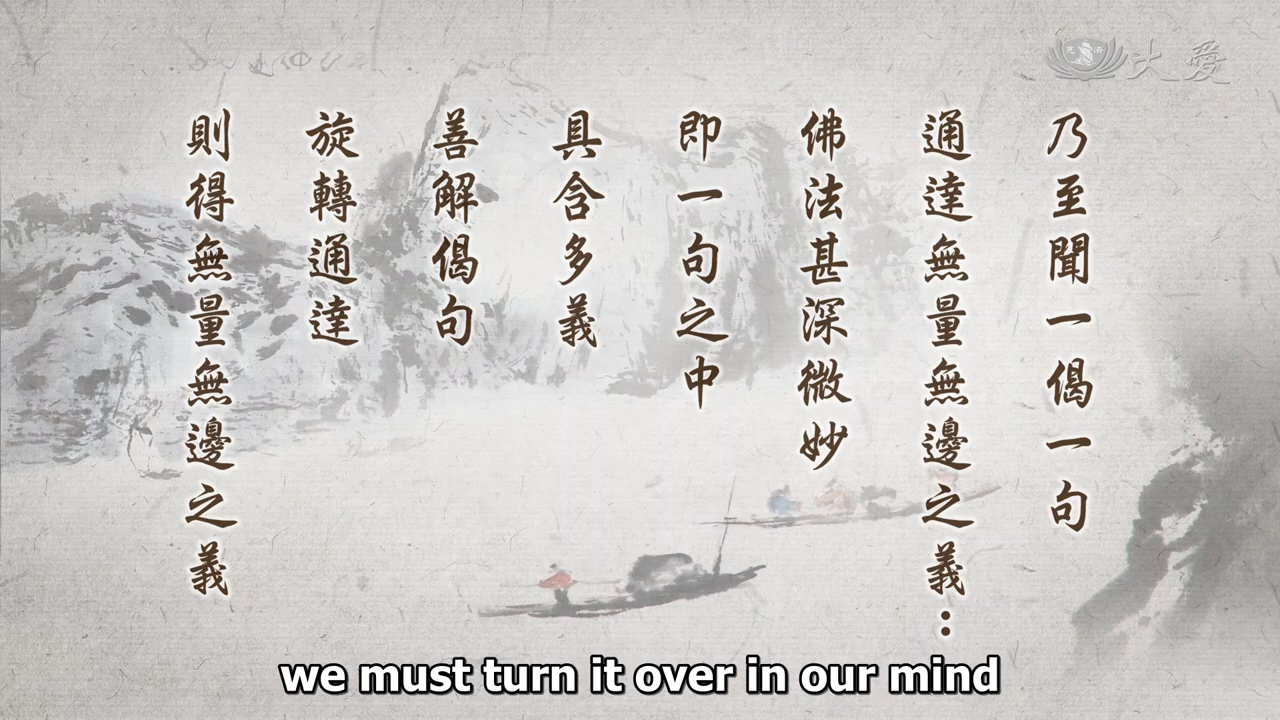 大愛
乃至聞一偈一句
通達無量無邊之義：
佛法甚深微妙
即一句之中
具含多義
善解偈句
旋轉通達
則得無量無邊之義
we must turn it over in our mind